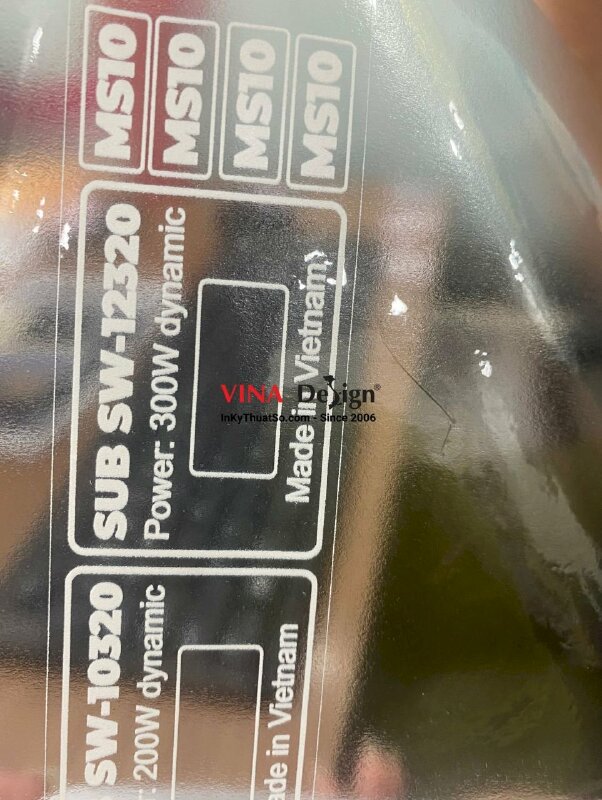 MS10
MS10
MS10
MS10
SUB SW-12320
Power: 300W dynamic
Made in Vietnam
SW-10320
200W dynamic
Made in Vietnam
VINA Design®
InKyThuatSo.com - Since 2006